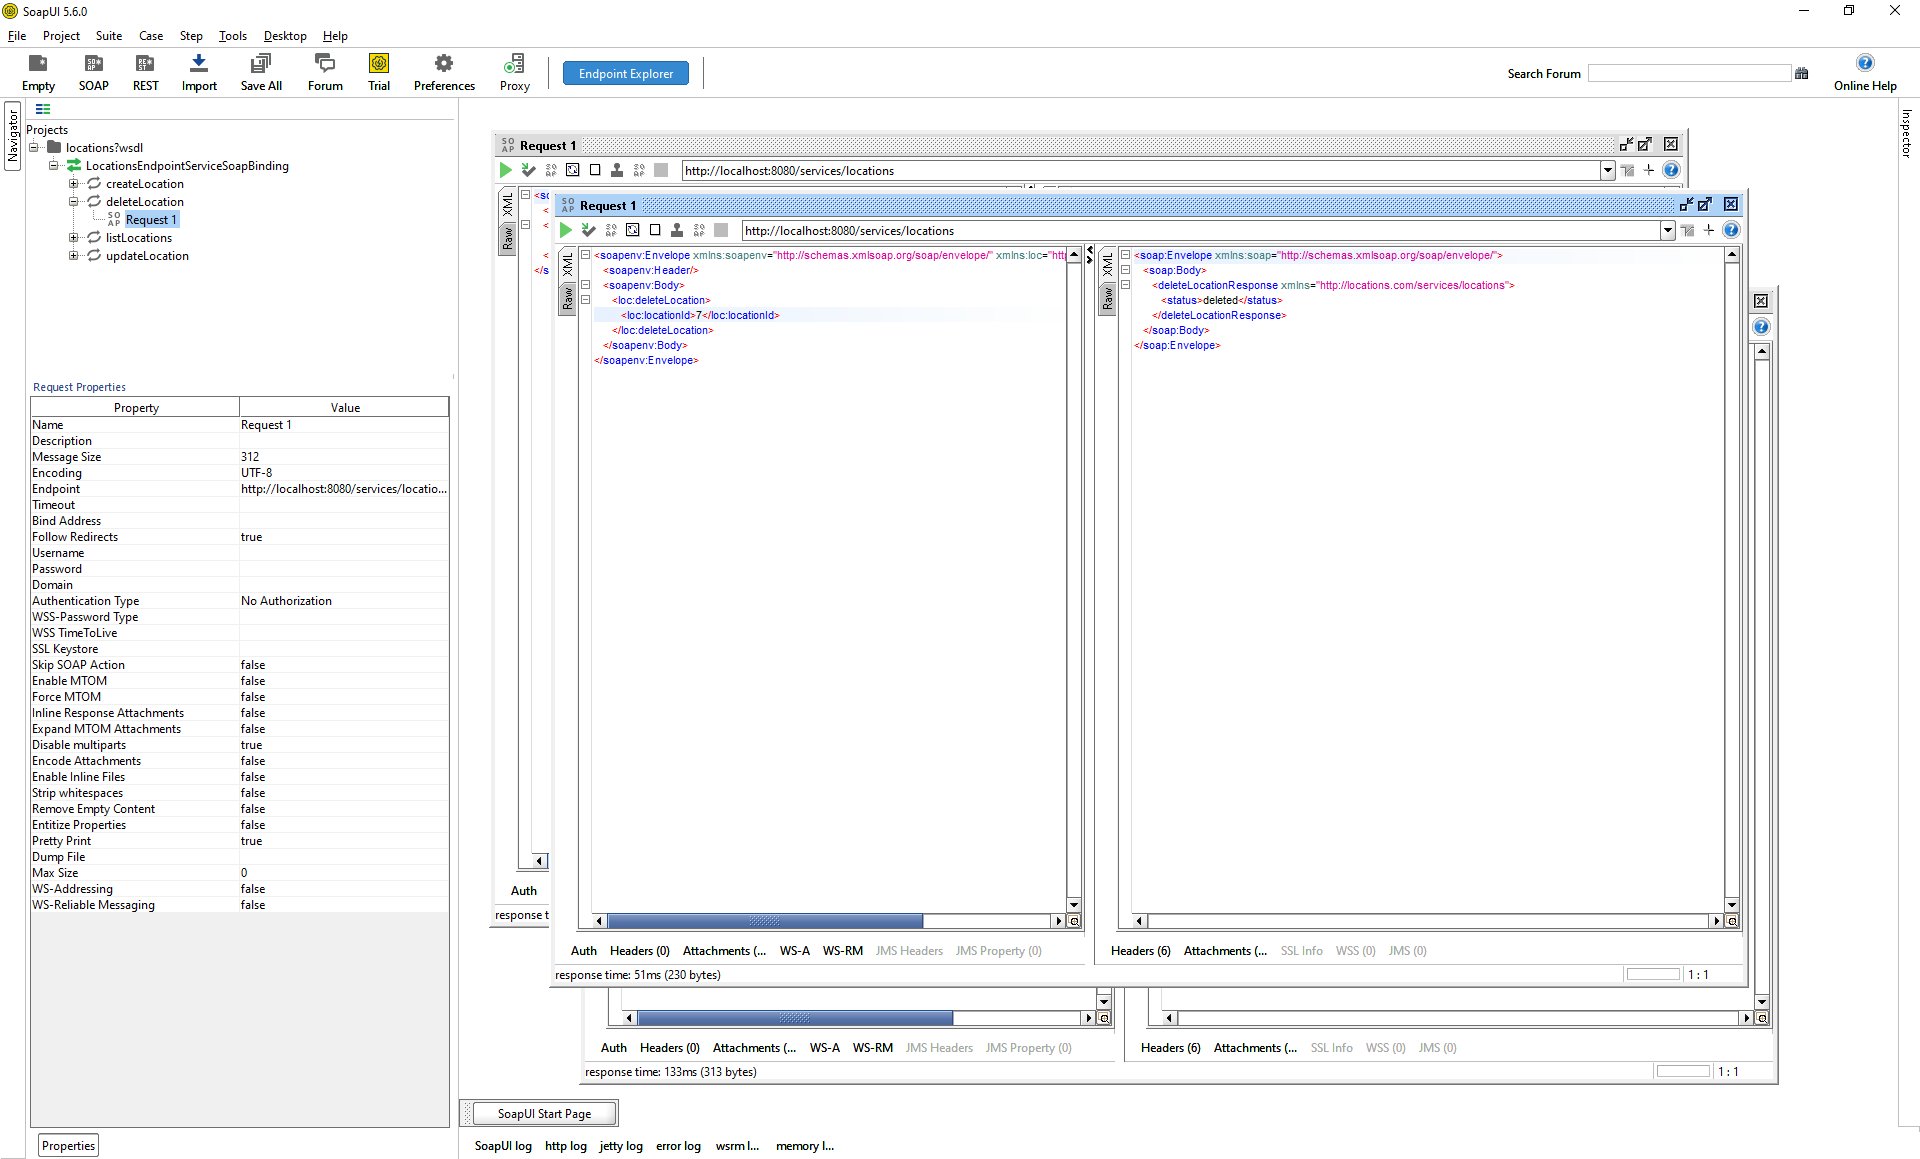 SoapUI 5.6.0
File Project Suite Case Step Tools Desktop Help
Empty SOAP REST Import Save All Forum Trial Preferences Proxy Endpoint Explorer Search Forum Online Help
Navigator
Inspector
Projects
locations?wsdl
LocationsEndpointServiceSoapBinding
createLocation
deleteLocation
Request 1
listLocations
updateLocation
Request Properties
Property Value
Name Request 1
Description
Message Size 312
Encoding UTF-8
Endpoint http://localhost:8080/services/locatio...
Timeout
Bind Address
Follow Redirects true
Username
Password
Domain
Authentication Type No Authorization
WSS-Password Type
WSS TimeToLive
SSL Keystore
Skip SOAP Action false
Enable MTOM false
Force MTOM false
Inline Response Attachments false
Expand MTOM Attachments false
Disable multiparts true
Encode Attachments false
Enable Inline Files false
Strip whitespaces false
Remove Empty Content false
Entitize Properties false
Pretty Print true
Dump File
Max Size 0
WS-Addressing false
WS-Reliable Messaging false
Properties
Request 1
http://localhost:8080/services/locations
XML
Raw
<so
<
<
<
</s
Auth
response t
Request 1
http://localhost:8080/services/locations
XML
Raw
<soapenv:Envelope xmlns:soapenv="http://schemas.xmlsoap.org/soap/envelope/" xmlns:loc="http
<soapenv:Header/>
<soapenv:Body>
<loc:deleteLocation>
<loc:locationId>7</loc:locationId>
</loc:deleteLocation>
</soapenv:Body>
</soapenv:Envelope>
XML
Raw
<soap:Envelope xmlns:soap="http://schemas.xmlsoap.org/soap/envelope/">
<soap:Body>
<deleteLocationResponse xmlns="http://locations.com/services/locations">
<status>deleted</status>
</deleteLocationResponse>
</soap:Body>
</soap:Envelope>
Auth Headers (0) Attachments (... WS-A WS-RM JMS Headers JMS Property (0)
Headers (6) Attachments (... SSL Info WSS (0) JMS (0)
response time: 51ms (230 bytes) 1 : 1
Auth Headers (0) Attachments (... WS-A WS-RM JMS Headers JMS Property (0)
Headers (6) Attachments (... SSL Info WSS (0) JMS (0)
response time: 133ms (313 bytes) 1 : 1
SoapUI Start Page
SoapUI log http log jetty log error log wsrm l... memory l...